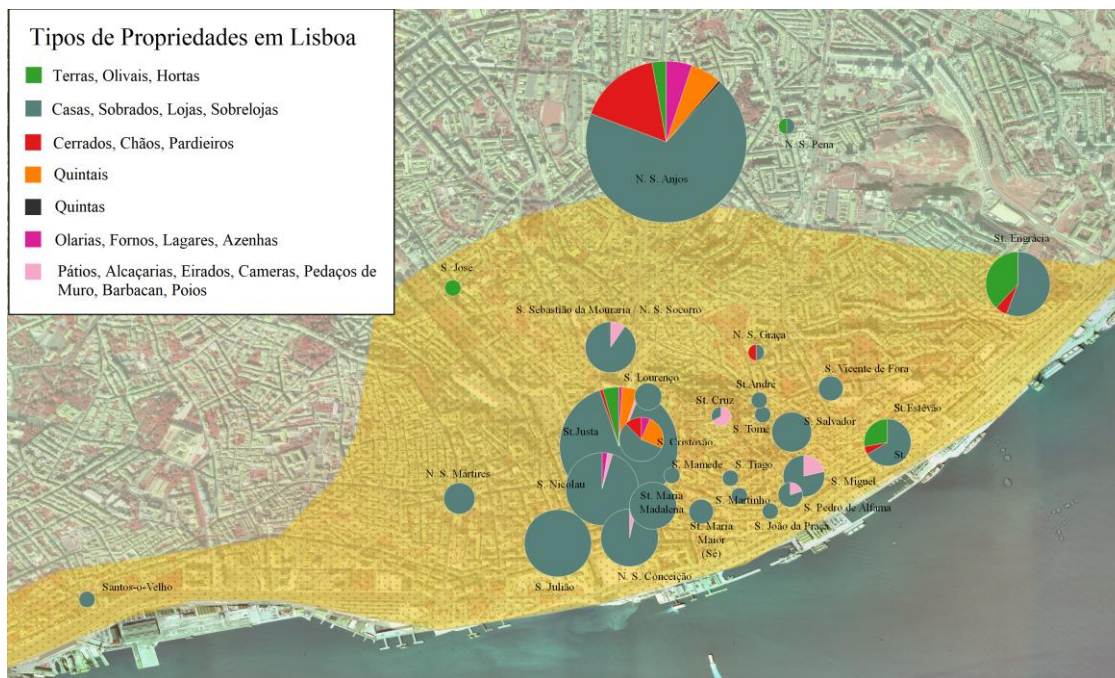 Tipos de Propriedades em Lisboa
Terras, Olivais, Hortas
Casas, Sobrados, Lojas, Sobrelojas
Cerrados, Chãos, Pardieiros
Quintais
Quintas
Olarias, Fornos, Lagares, Azenhas
Pátios, Alcaçarias, Eirados, Cameras, Pedaços de
Muro, Barbacan, Poios
N. S. Pena
N. S. Anjos
St. Engrácia
S. Jose
S. Sebastião da Mouraria / N. S. Socorro
N. S. Graça
S. Vicente de Fora
S. Lourenço
St.André
St. Cruz
St.Estêvão
S. Tomé
S. Salvador
St.Justa
S. Cristovão
St.
S. Mamede
S. Tiago
N. S. Mártires
S. Nicolau
S. Miguel
St. Maria
Madalena
S. Martinho
S. Pedro de Alfama
St. Maria
Maior
(Sé)
S. João da Praça
N. S. Conceição
S. Julião
Santos-o-Velho